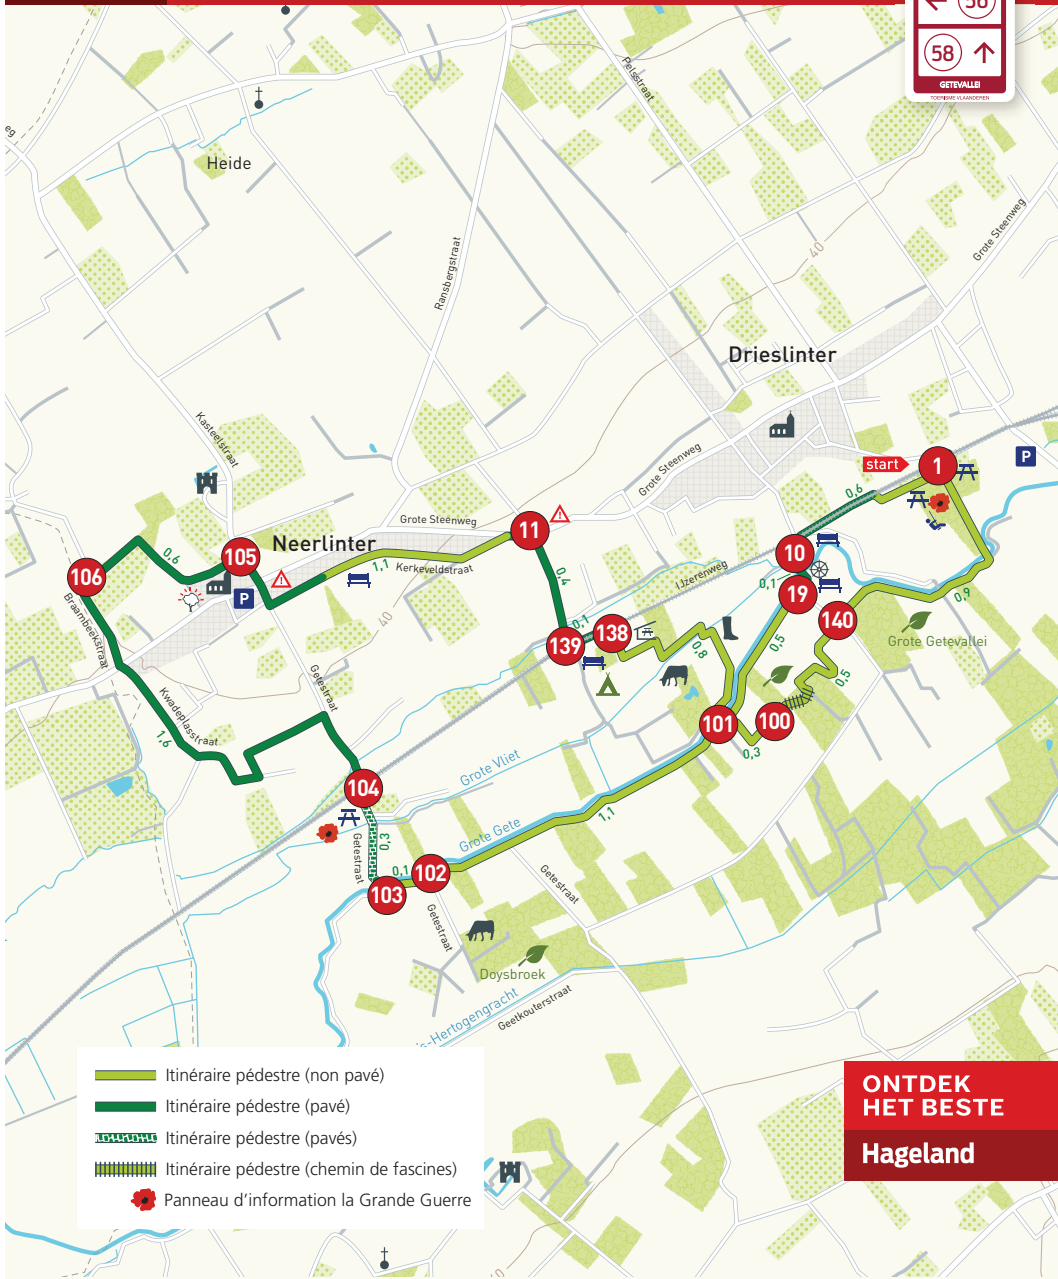 56
58
GETEVALLEI
TOERISME VLAANDEREN
Pelsstraat
Heide
Grote Steenweg
40
Ransbergstraat
Drieslinter
Kasteelstraat
Grote Steenweg
start
1
P
0,6
Grote Steenweg
11
Neerlinter
105
10
0,6
1,1
Kerkeveldstraat
106
IJzerenweg
0,4
0,1
19
0,9
P
Braambeekstraat
40
0,1
138
140
139
0,8
0,5
Grote Getevallei
Getestraat
0,5
Kwadeplasstraat
1,6
101
100
0,3
Grote Vliet
104
1,1
Grote Gete
0,3
Getestraat
0,1
102
103
Getestraat
Getestraat
Doysbroek
's-Hertogengracht
Geetkouterstraat
Itinéraire pédestre (non pavé)
Itinéraire pédestre (pavé)
Itinéraire pédestre (pavés)
Itinéraire pédestre (chemin de fascines)
Panneau d'information la Grande Guerre
ONTDEK
HET BESTE
Hageland